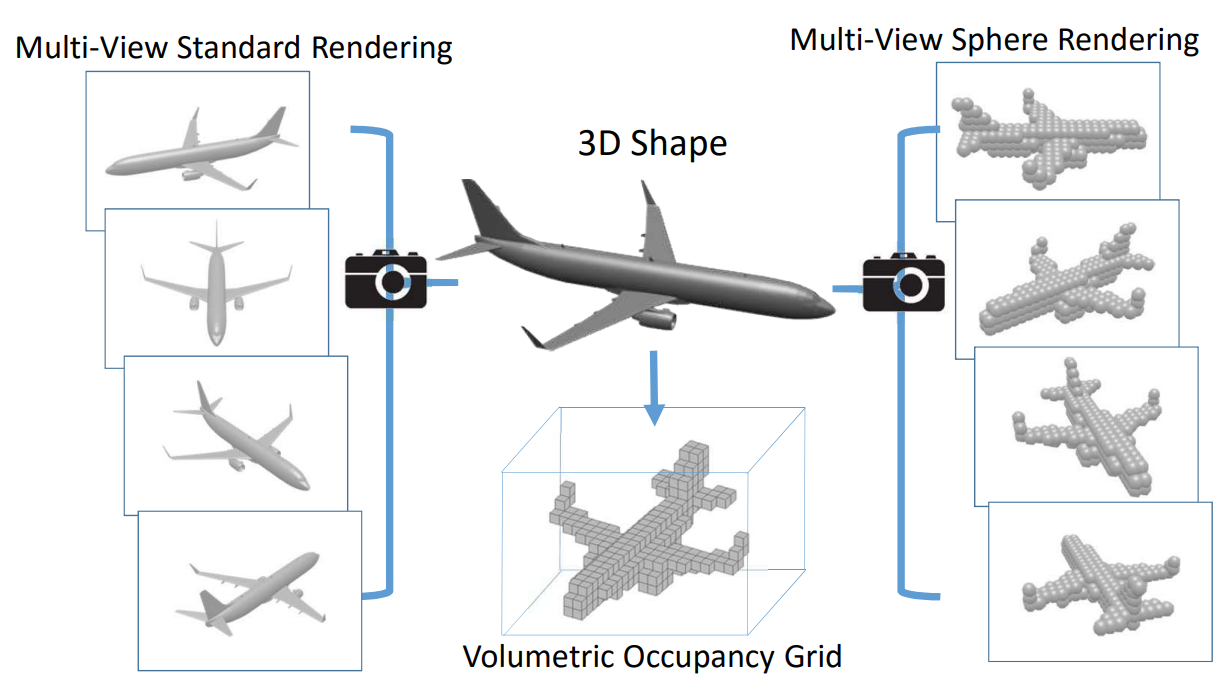 Multi-View Standard Rendering
Multi-View Sphere Rendering
3D Shape
Volumetric Occupancy Grid